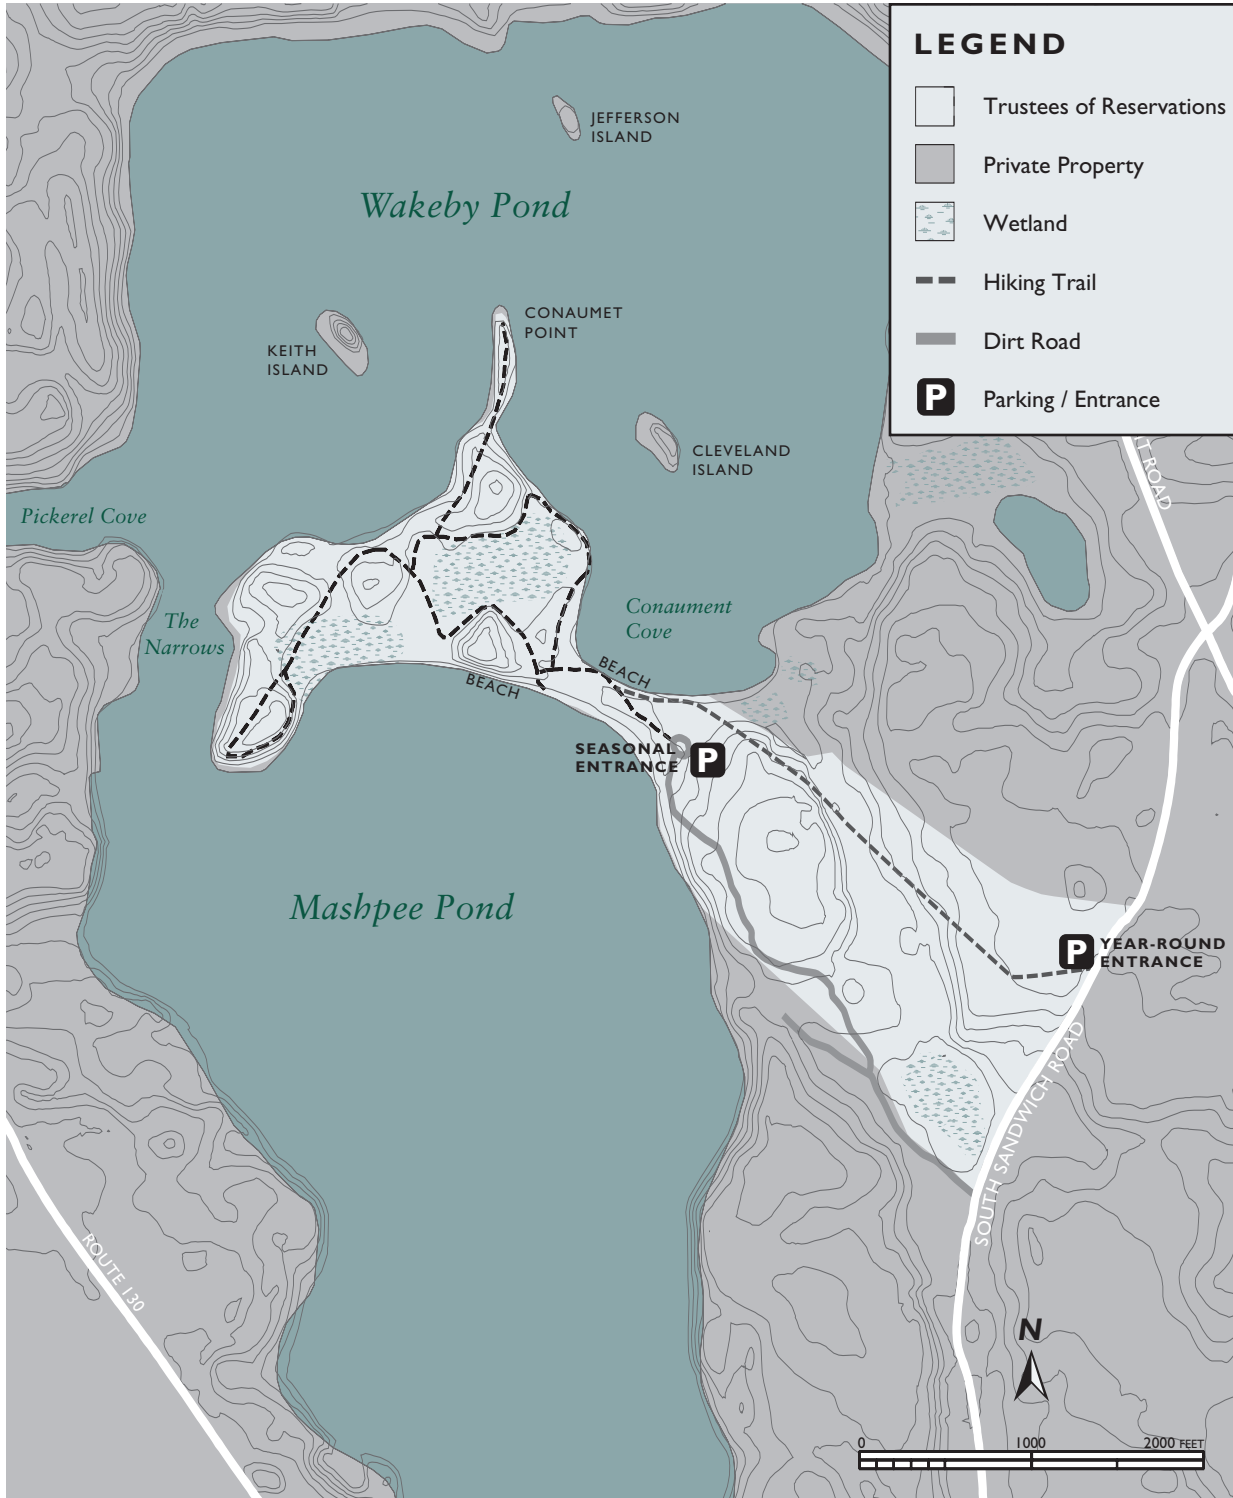 LEGEND
Trustees of Reservations
Private Property
Wetland
Hiking Trail
Dirt Road
P
Parking / Entrance
JEFFERSON
ISLAND
Wakeby Pond
CONAUMET
POINT
KEITH
ISLAND
CLEVELAND
ISLAND
ROAD
Pickerel Cove
The
Narrows
Conaument
Cove
BEACH
BEACH
SEASONAL
ENTRANCE
P
Mashpee Pond
P
YEAR-ROUND
ENTRANCE
SOUTH SANDWICH ROAD
ROUTE 130
N
0 1000 2000 FEET